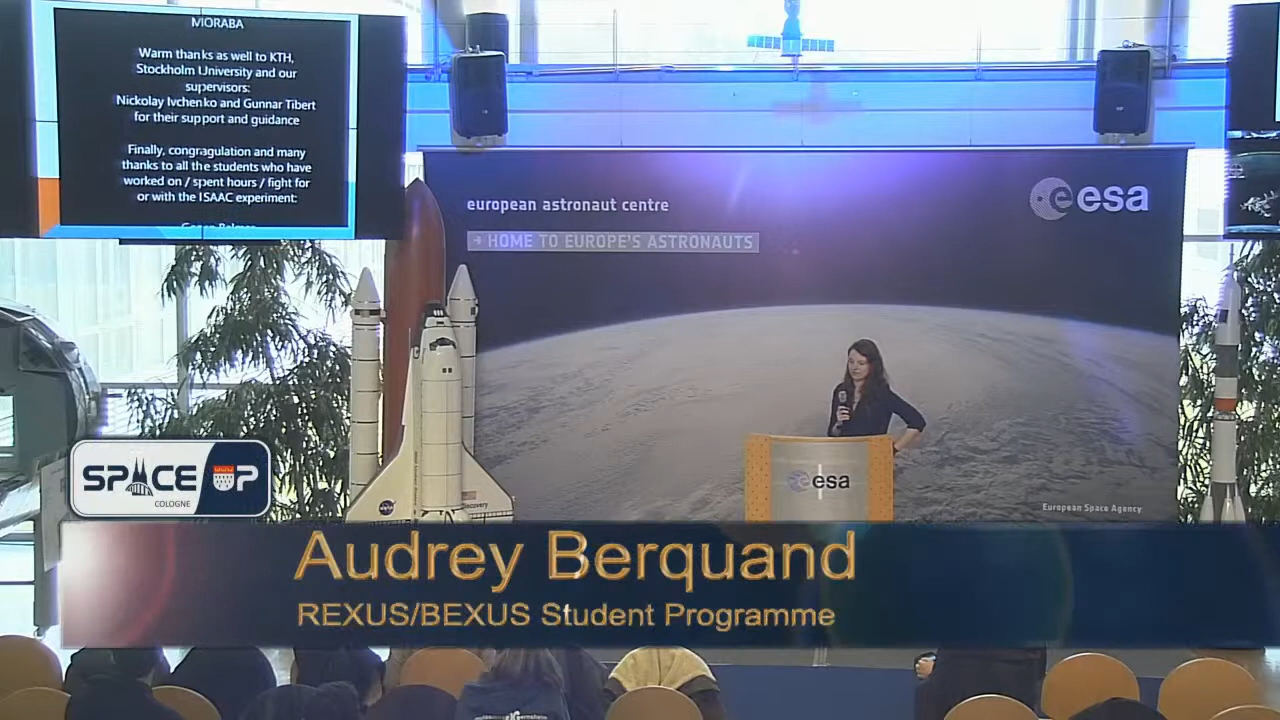 MORABA
Warm thanks as well to KTH,
Stockholm University and our
supervisors:
Nickolay Ivchenko and Gunnar Tibert
for their support and guidance
Finally, congragulation and many
thanks to all the students who have
worked on / spent hours / fight for
or with the ISAAC experiment:
european astronaut centre
→ HOME TO EUROPE'S ASTRONAUTS
esa
esa
European Space Agency
NASA
Discovery
SPACE UP
COLOGNE
Audrey Berquand
REXUS/BEXUS Student Programme